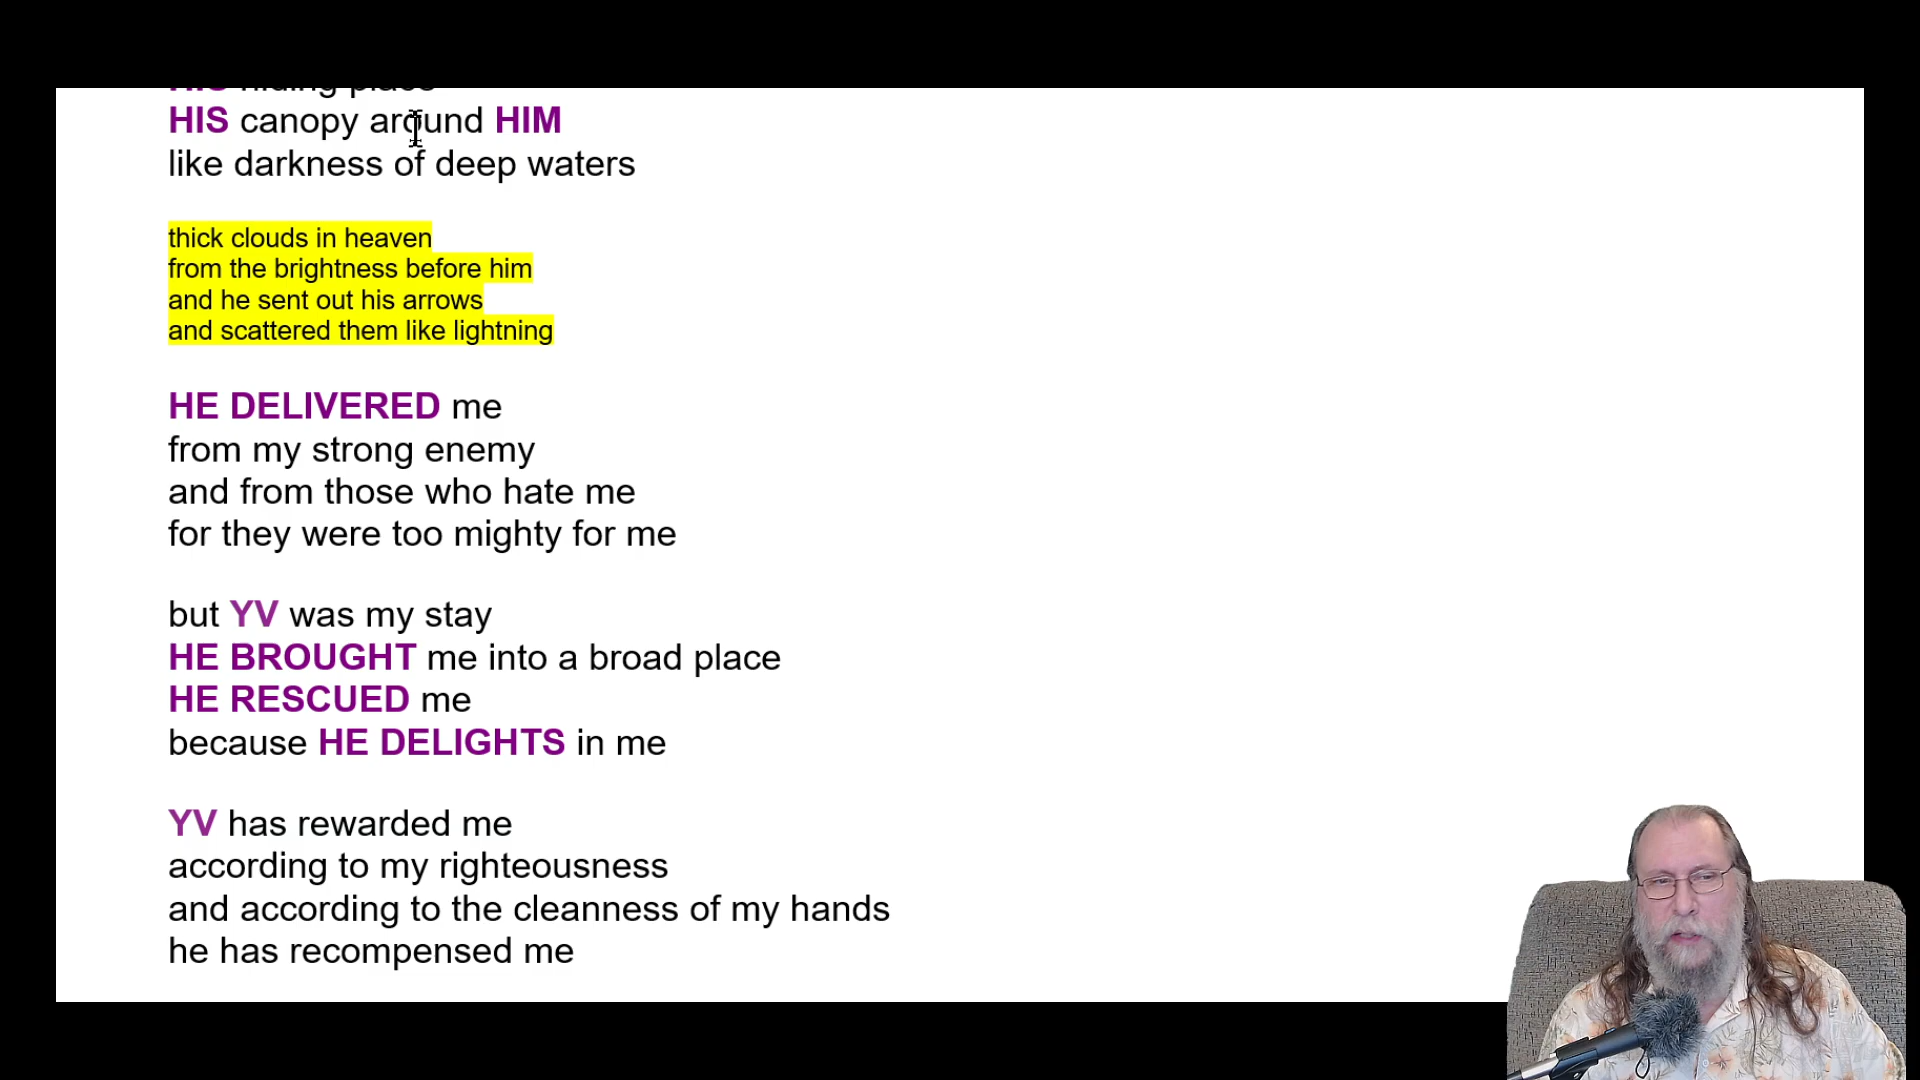 HIS hiding place
HIS canopy around HIM
like darkness of deep waters
thick clouds in heaven
from the brightness before him
and he sent out his arrows
and scattered them like lightning
HE DELIVERED me
from my strong enemy
and from those who hate me
for they were too mighty for me
but YV was my stay
HE BROUGHT me into a broad place
HE RESCUED me
because HE DELIGHTS in me
YV has rewarded me
according to my righteousness
and according to the cleanness of my hands
he has recompensed me